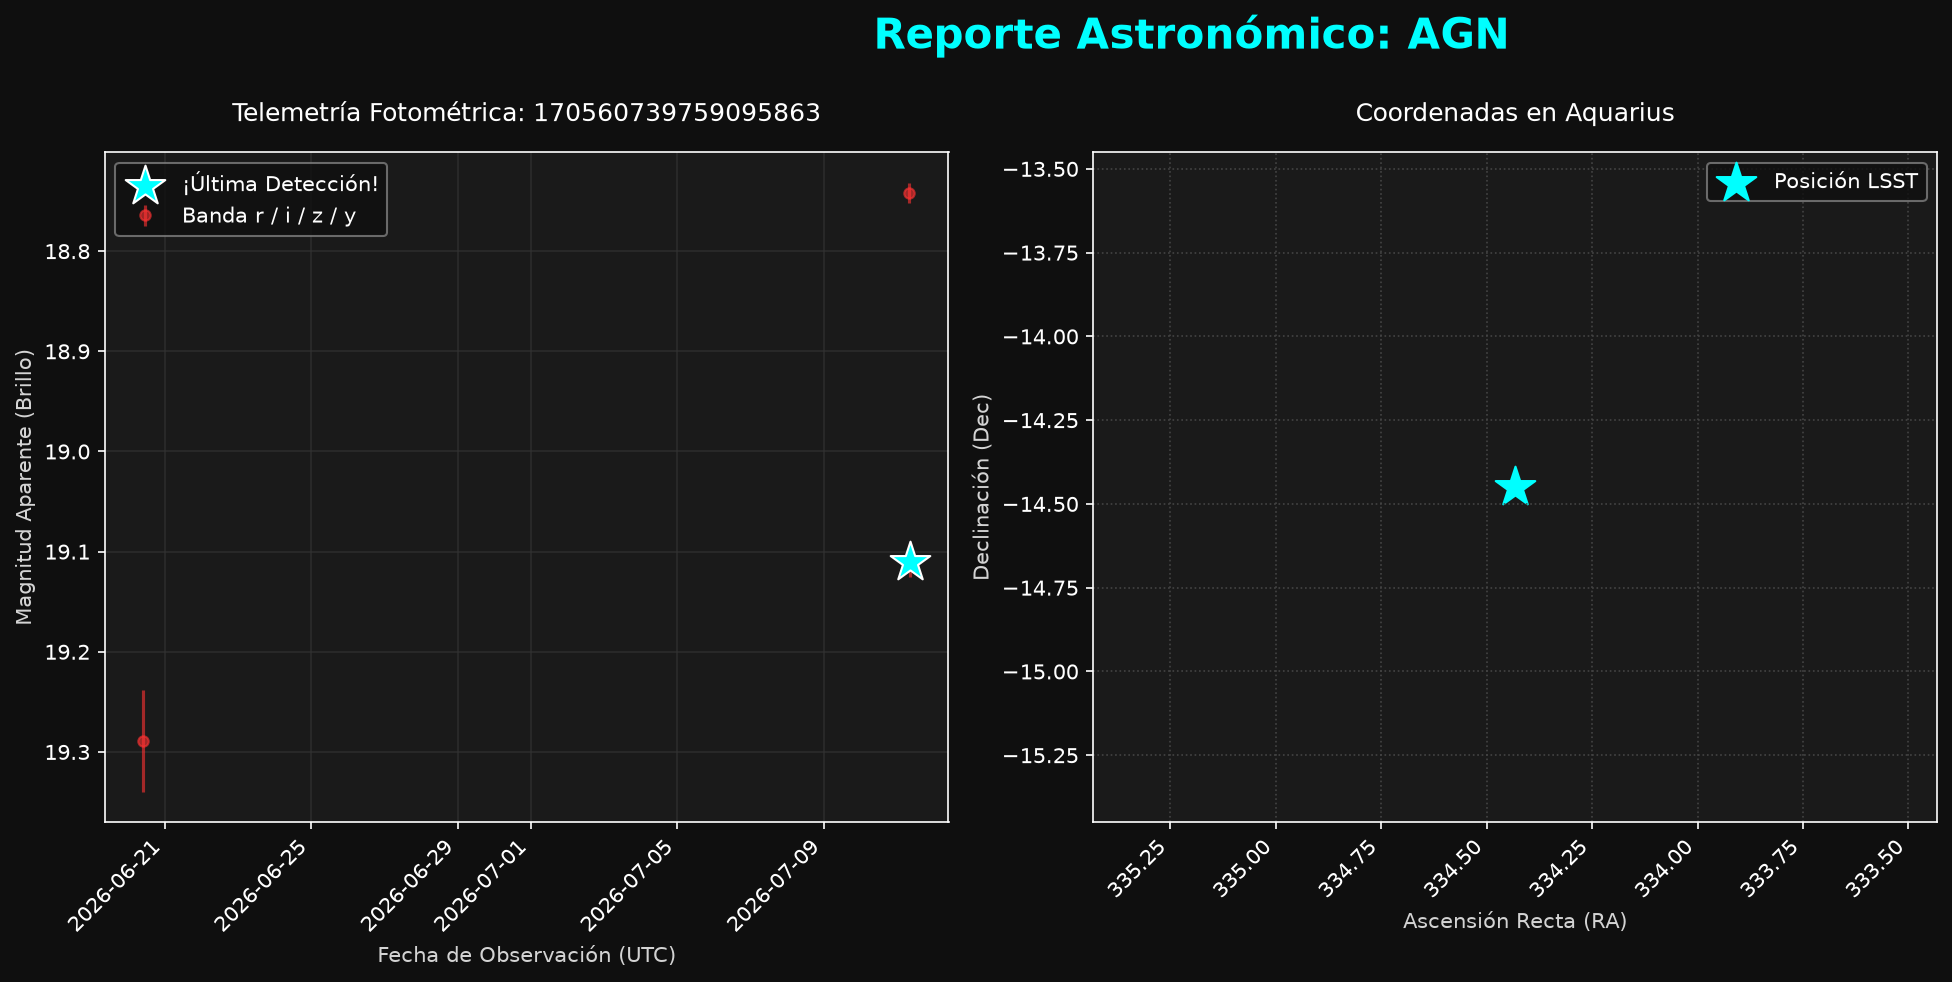 Reporte Astronómico: AGN
Telemetría Fotométrica: 170560739759095863
¡Última Detección!
Banda r / i / z / y
Magnitud Aparente (Brillo)
18.8
18.9
19.0
19.1
19.2
19.3
2026-06-21
2026-06-25
2026-06-29
2026-07-01
2026-07-05
2026-07-09
Fecha de Observación (UTC)
Coordenadas en Aquarius
Posición LSST
Declinación (Dec)
−13.50
−13.75
−14.00
−14.25
−14.50
−14.75
−15.00
−15.25
335.25
335.00
334.75
334.50
334.25
334.00
333.75
333.50
Ascensión Recta (RA)